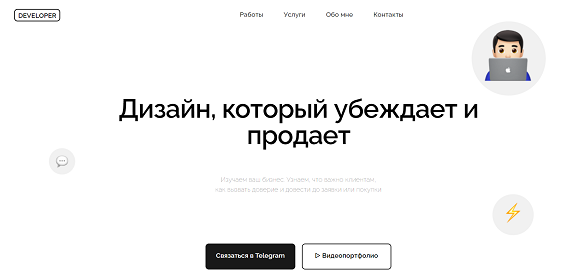 DEVELOPER
Работы Услуги Обо мне Контакты
Дизайн, который убеждает и
продает
Изучаем ваш бизнес. Узнаем, что важно клиентам,
как вызвать доверие и довести до заявки или покупки
Связаться в Telegram
Видеопортфолио